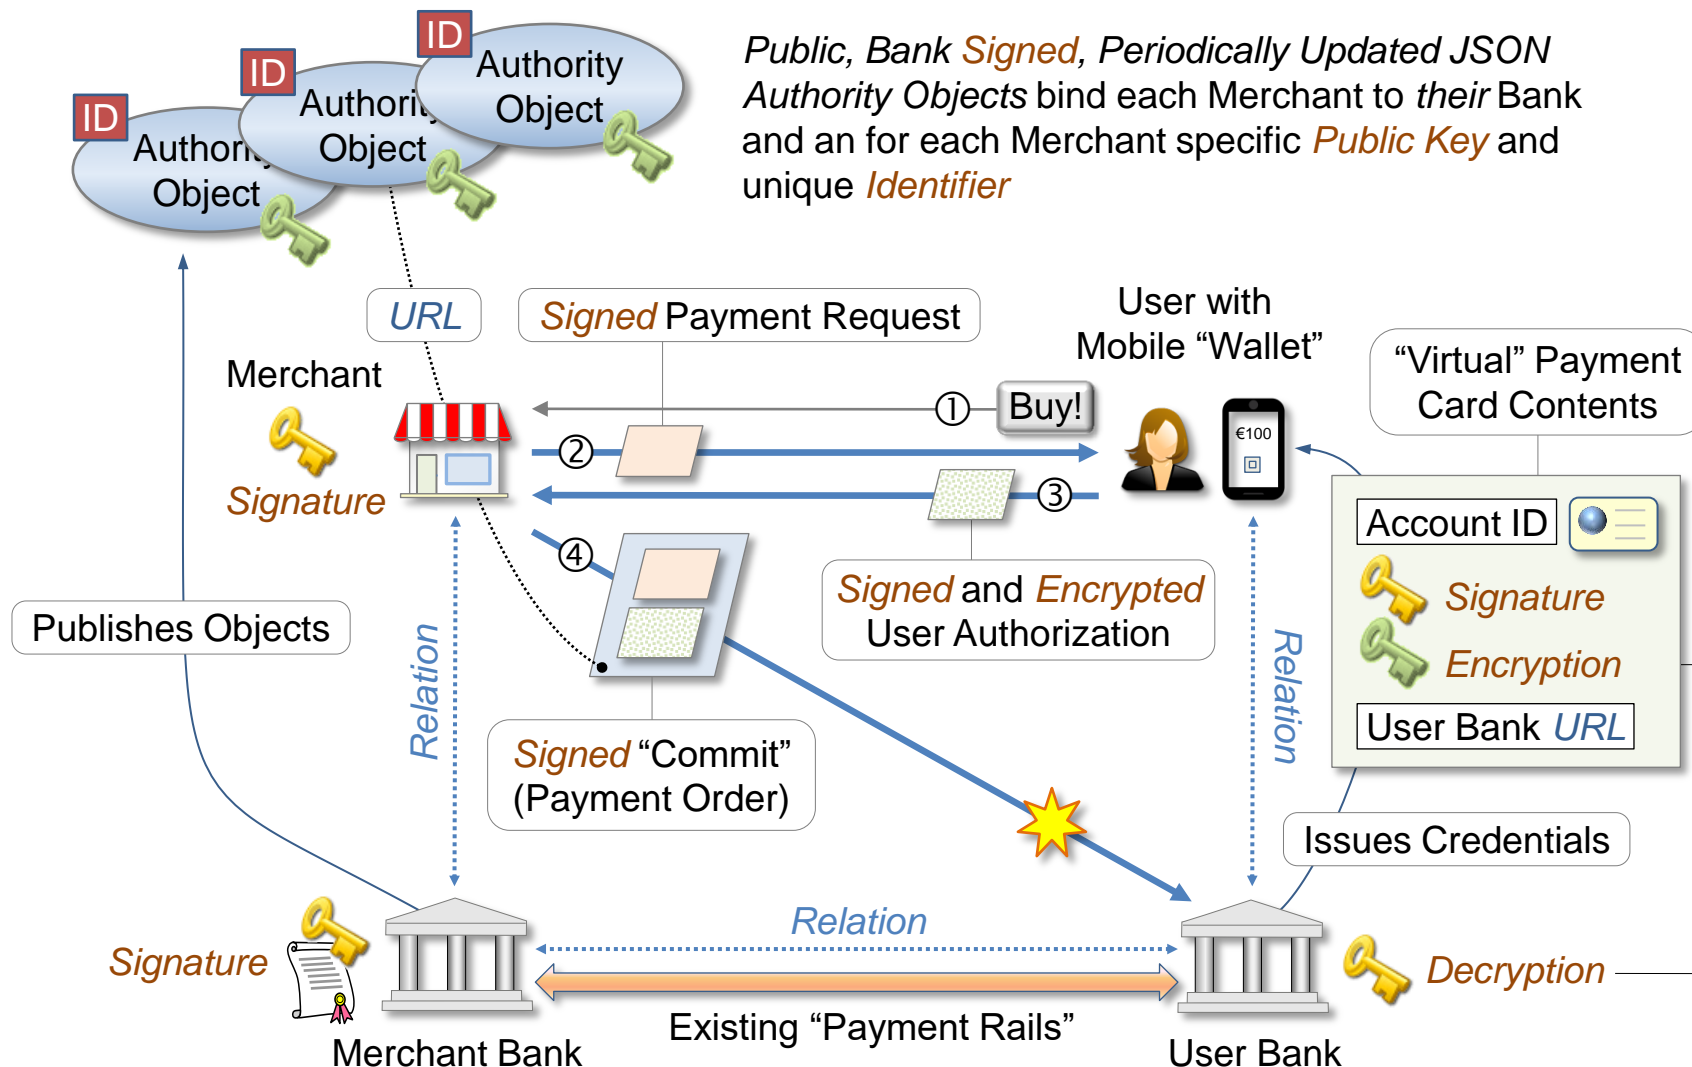 ID
Authority
Object
ID
Authority
Object
ID
Authority
Object
Public, Bank Signed, Periodically Updated JSON
Authority Objects bind each Merchant to their Bank
and an for each Merchant specific Public Key and
unique Identifier
URL
Signed Payment Request
User with
Mobile “Wallet”
“Virtual” Payment
Card Contents
Merchant
Signature
①
Buy!
②
③
④
€100
Account ID
Signature
Encryption
User Bank URL
Signed and Encrypted
User Authorization
Publishes Objects
Relation
Relation
Signed “Commit”
(Payment Order)
Issues Credentials
Relation
Signature
Decryption
Existing “Payment Rails”
Merchant Bank
User Bank